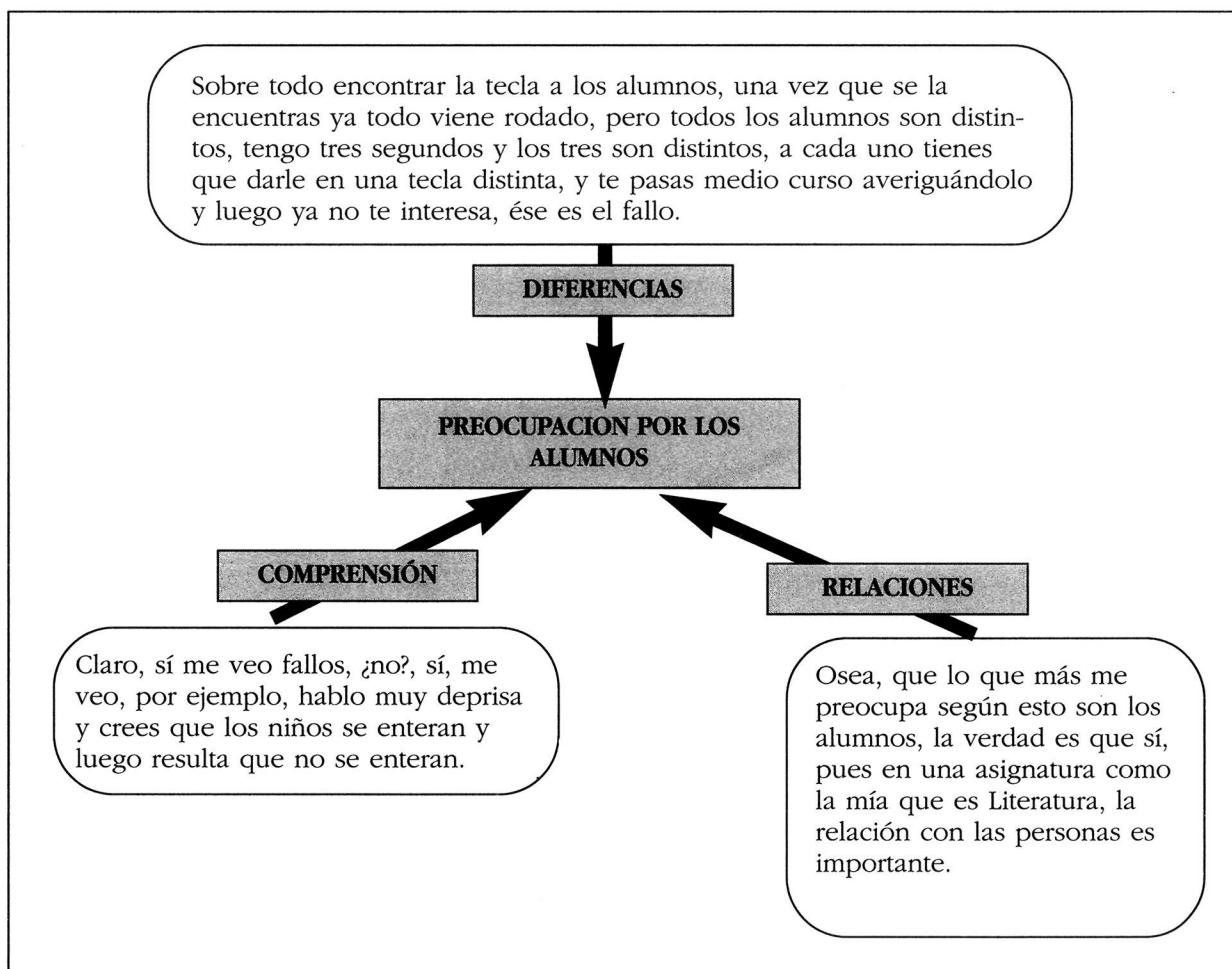 Sobre todo encontrar la tecla a los alumnos, una vez que se la
encuentras ya todo viene rodado, pero todos los alumnos son distin-
tos, tengo tres segundos y los tres son distintos, a cada uno tienes
que darle en una tecla distinta, y te pasas medio curso averiguándolo
y luego ya no te interesa, ése es el fallo.
DIFERENCIAS
PREOCUPACION POR LOS
ALUMNOS
COMPRENSIÓN
RELACIONES
Claro, sí me veo fallos, ¿no?, sí, me
veo, por ejemplo, hablo muy deprisa
y crees que los niños se enteran y
luego resulta que no se enteran.
Osea, que lo que más me
preocupa según esto son los
alumnos, la verdad es que sí,
pues en una asignatura como
la mía que es Literatura, la
relación con las personas es
importante.